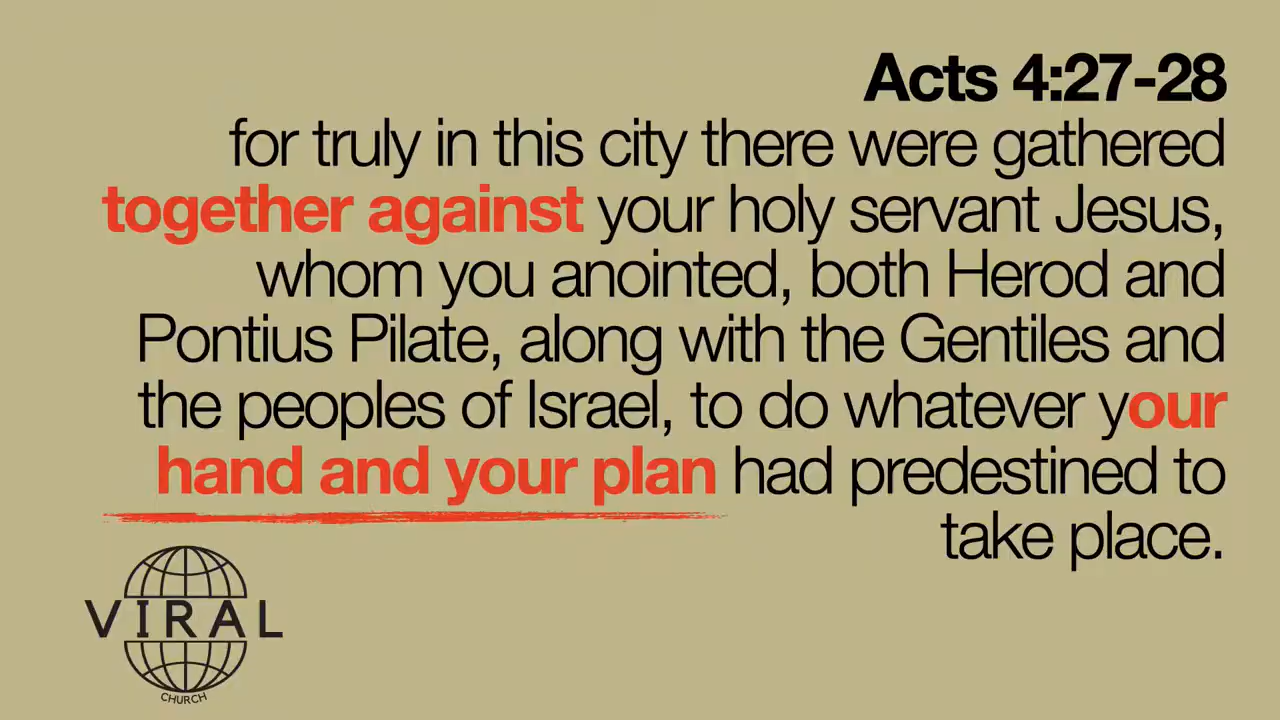 Acts 4:27-28
for truly in this city there were gathered
together against your holy servant Jesus,
whom you anointed, both Herod and
Pontius Pilate, along with the Gentiles and
the peoples of Israel, to do whatever your
hand and your plan had predestined to
take place.
VIRAL
CHURCH